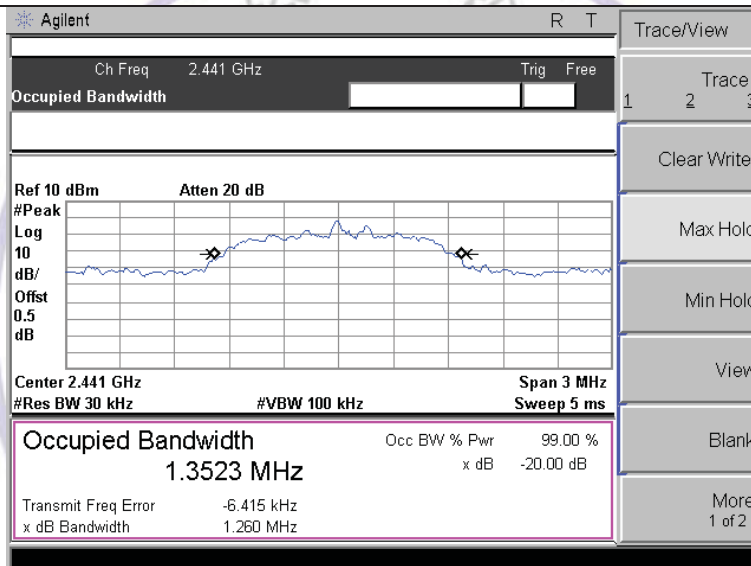 Agilent R T
Ch Freq 2.441 GHz Trig Free
Occupied Bandwidth
Ref 10 dBm Atten 20 dB
#Peak
Log
10
dB/
Offst
0.5
dB
Center 2.441 GHz Span 3 MHz
#Res BW 30 kHz #VBW 100 kHz Sweep 5 ms
Occupied Bandwidth Occ BW % Pwr 99.00 %
1.3523 MHz x dB -20.00 dB
Transmit Freq Error -6.415 kHz
x dB Bandwidth 1.260 MHz
Trace/View
Trace
1 2 3
Clear Write
Max Hold
Min Hold
View
Blank
More
1 of 2